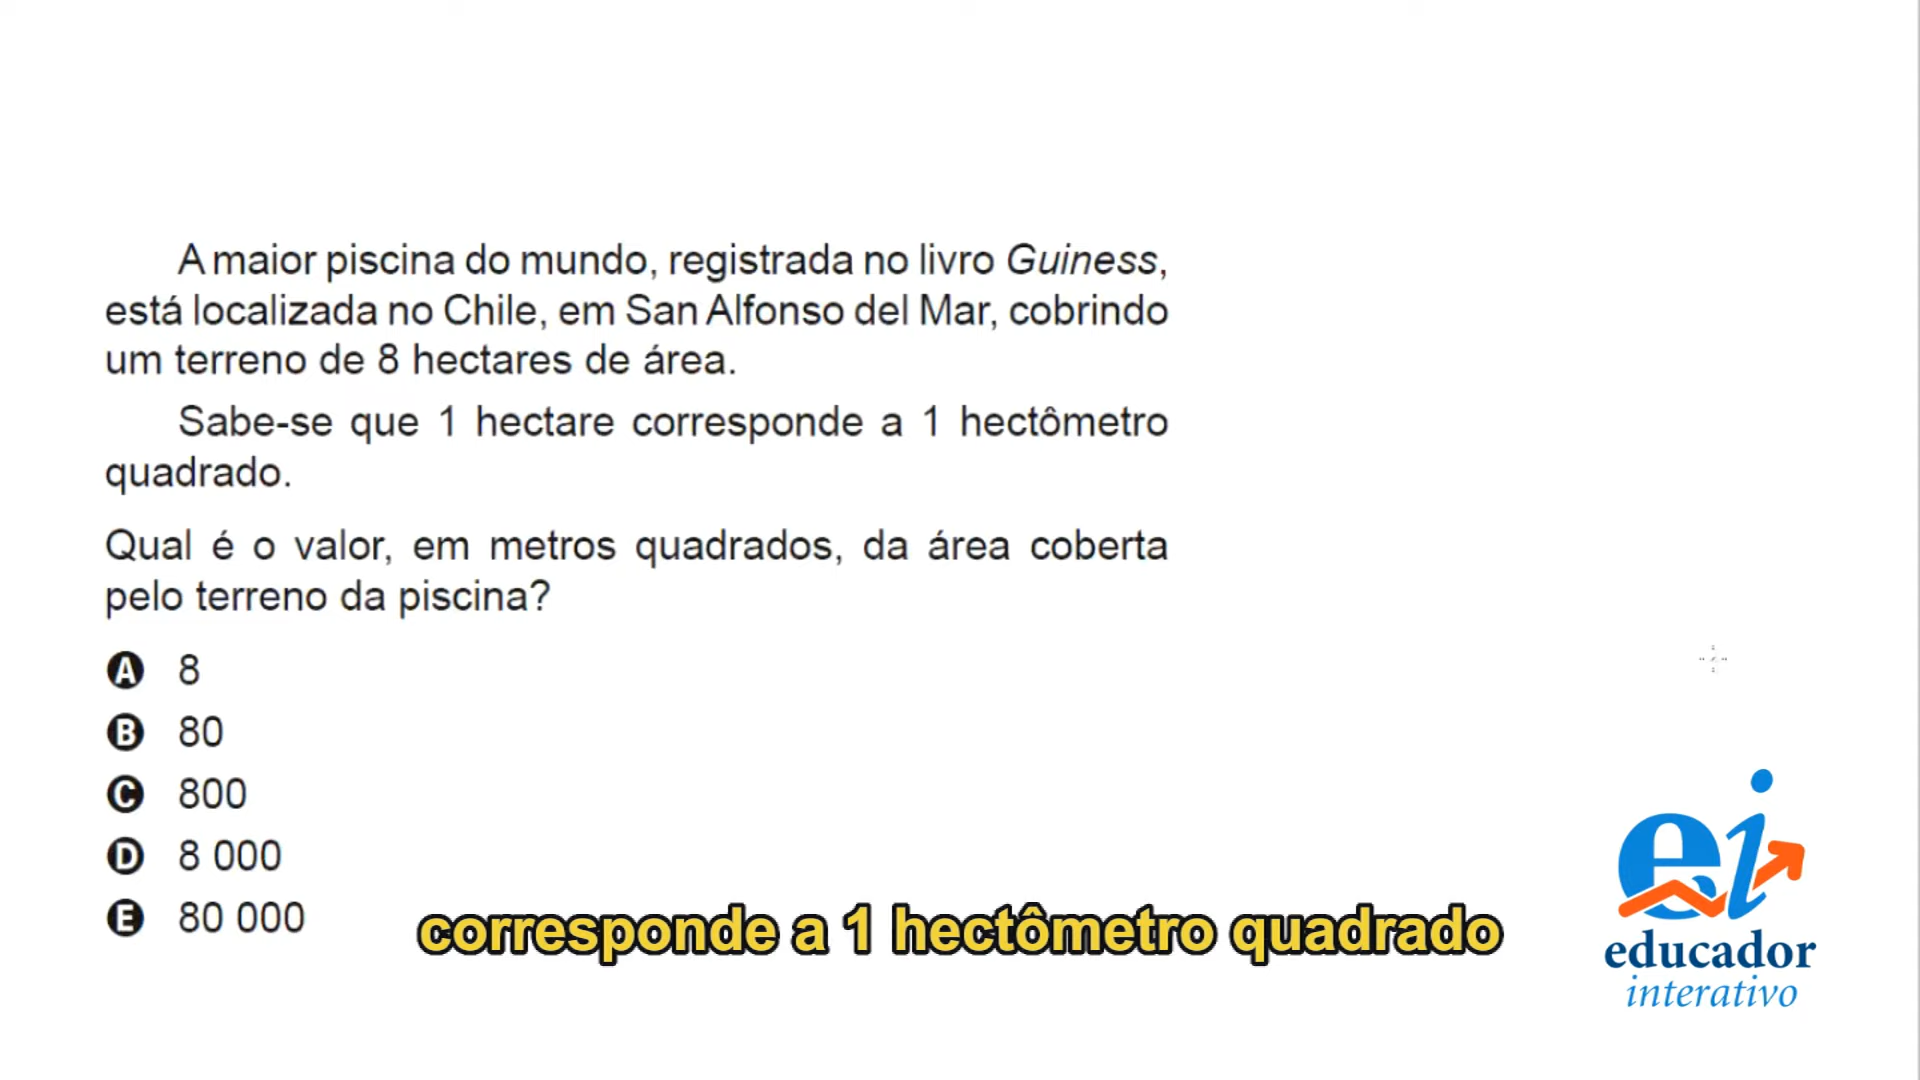 A maior piscina do mundo, registrada no livro Guiness,
está localizada no Chile, em San Alfonso del Mar, cobrindo
um terreno de 8 hectares de área.
Sabe-se que 1 hectare corresponde a 1 hectômetro
quadrado.
Qual é o valor, em metros quadrados, da área coberta
pelo terreno da piscina?
A 8
B 80
C 800
D 8 000
E 80 000
corresponde a 1 hectômetro quadrado
ei
educador
interativo